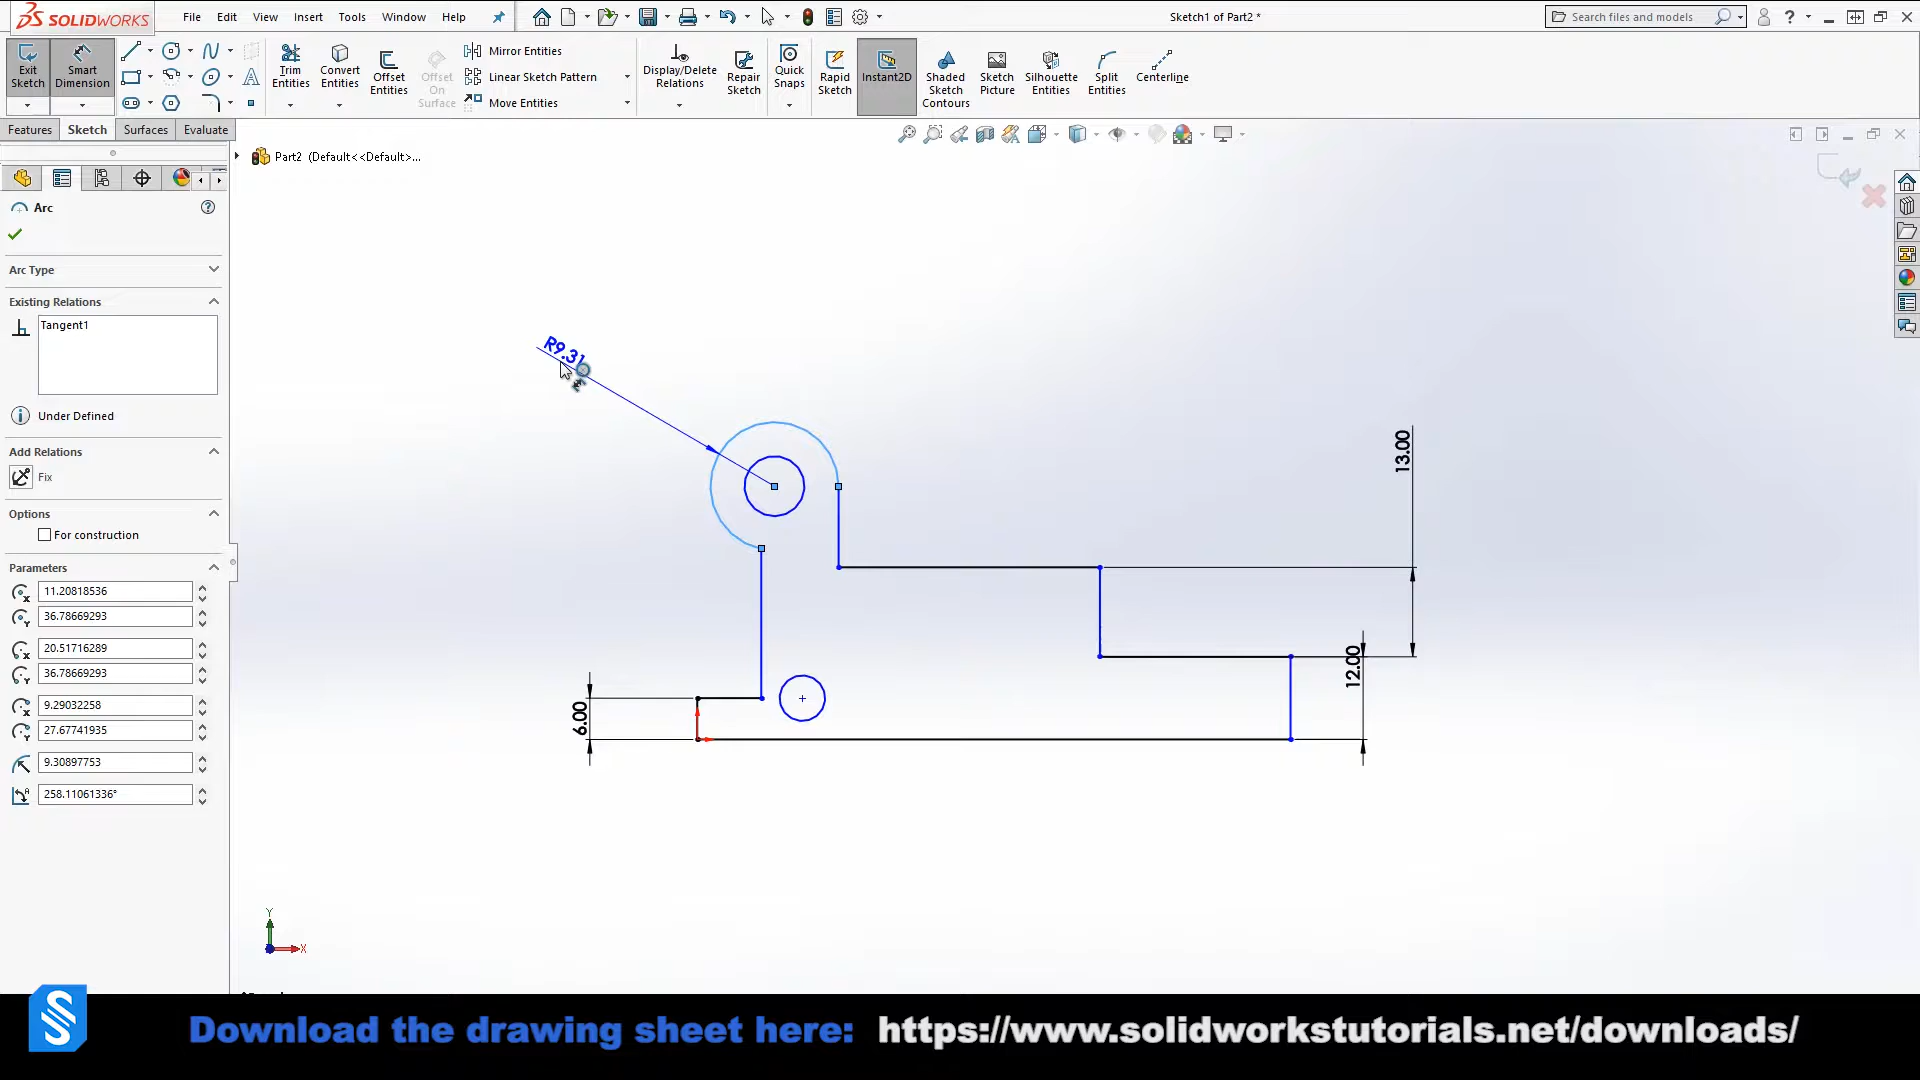 SOLIDWORKS File Edit View Insert Tools Window Help Sketch1 of Part2 * Search files and models ?
Exit Sketch
Smart Dimension
Trim Entities
Convert Entities
Offset Entities
Offset On Surface
Mirror Entities
Linear Sketch Pattern
Move Entities
Display/Delete Relations
Repair Sketch
Quick Snaps
Rapid Sketch
Instant2D
Shaded Sketch Contours
Sketch Picture
Silhouette Entities
Split Entities
Centerline
Features Sketch Surfaces Evaluate
Part2 (Default<<Default>...
Arc
Arc Type
Existing Relations
Tangent1
Under Defined
Add Relations
Fix
Options
For construction
Parameters
11.20818536
36.78669293
20.51716289
36.78669293
9.29032258
27.67741935
9.30897753
258.11061336°
R9.31
13.00
12.00
6.00
Y
X
Download the drawing sheet here: https://www.solidworkstutorials.net/downloads/